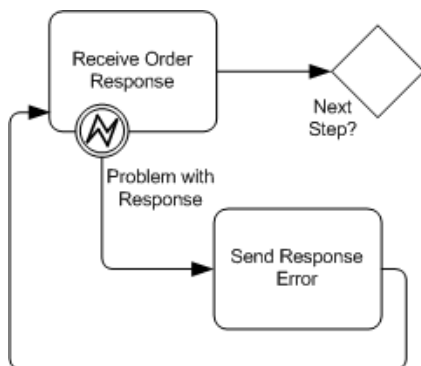 Receive Order
Response
Next
Step?
Problem with
Response
Send Response
Error